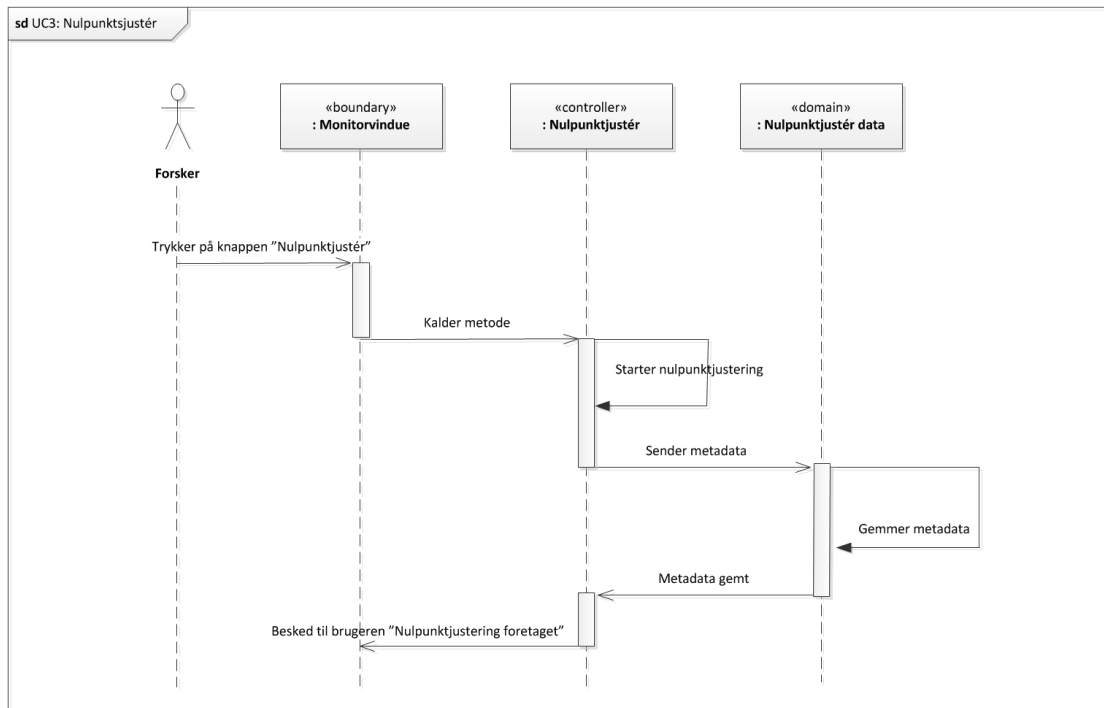 sd UC3: Nulpunktsjustér
«boundary»
: Monitorvindue
«controller»
: Nulpunktjustér
«domain»
: Nulpunktjustér data
Forsker
Trykker på knappen ”Nulpunktjustér”
Kalder metode
Starter nulpunktjustering
Sender metadata
Gemmer metadata
Metadata gemt
Besked til brugeren ”Nulpunktjustering foretaget”